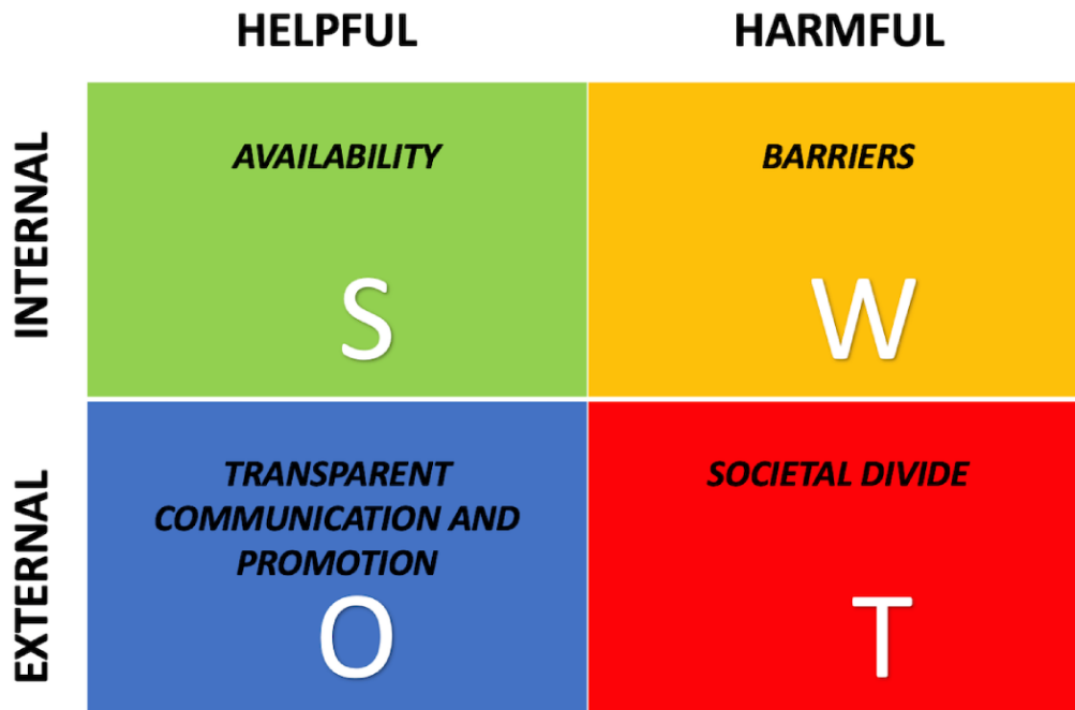 HELPFUL
HARMFUL
INTERNAL
AVAILABILITY
S
BARRIERS
W
EXTERNAL
TRANSPARENT
COMMUNICATION AND
PROMOTION
O
SOCIETAL DIVIDE
T